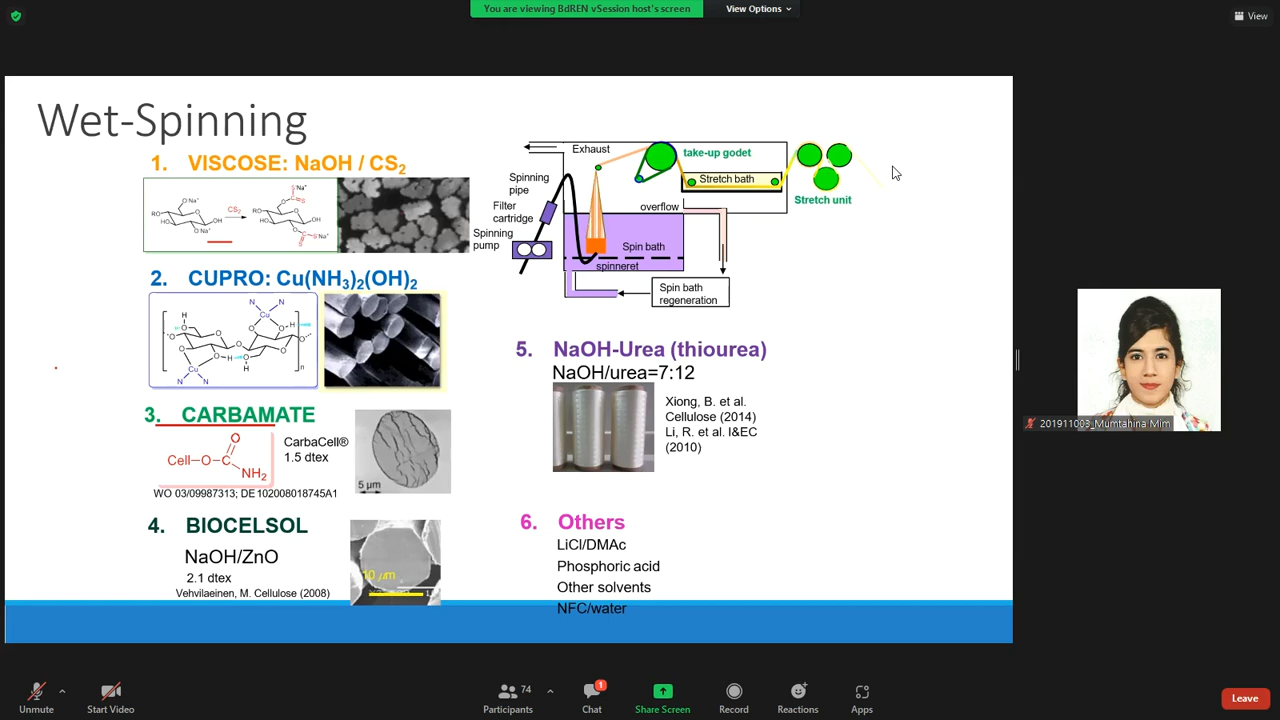 You are viewing BdREN vSession host's screen
View Options
View
Wet-Spinning
1. VISCOSE: NaOH / CS2
2. CUPRO: Cu(NH3)2(OH)2
3. CARBAMATE
CarbaCell®
1.5 dtex
Cell-O-C
O
NH2
5 µm
WO 03/09987313; DE102008018745A1
4. BIOCELSOL
NaOH/ZnO
2.1 dtex
Vehvilaeinen, M. Cellulose (2008)
10 µm
Exhaust
take-up godet
Spinning
pipe
Stretch bath
Filter
cartridge
overflow
Stretch unit
Spinning
pump
Spin bath
spinneret
Spin bath
regeneration
5. NaOH-Urea (thiourea)
NaOH/urea=7:12
Xiong, B. et al.
Cellulose (2014)
Li, R. et al. I&EC
(2010)
6. Others
LiCl/DMAc
Phosphoric acid
Other solvents
NFC/water
201911003_Mumtahina Mim
Unmute
Start Video
74
Participants
1
Chat
Share Screen
Record
Reactions
Apps
Leave